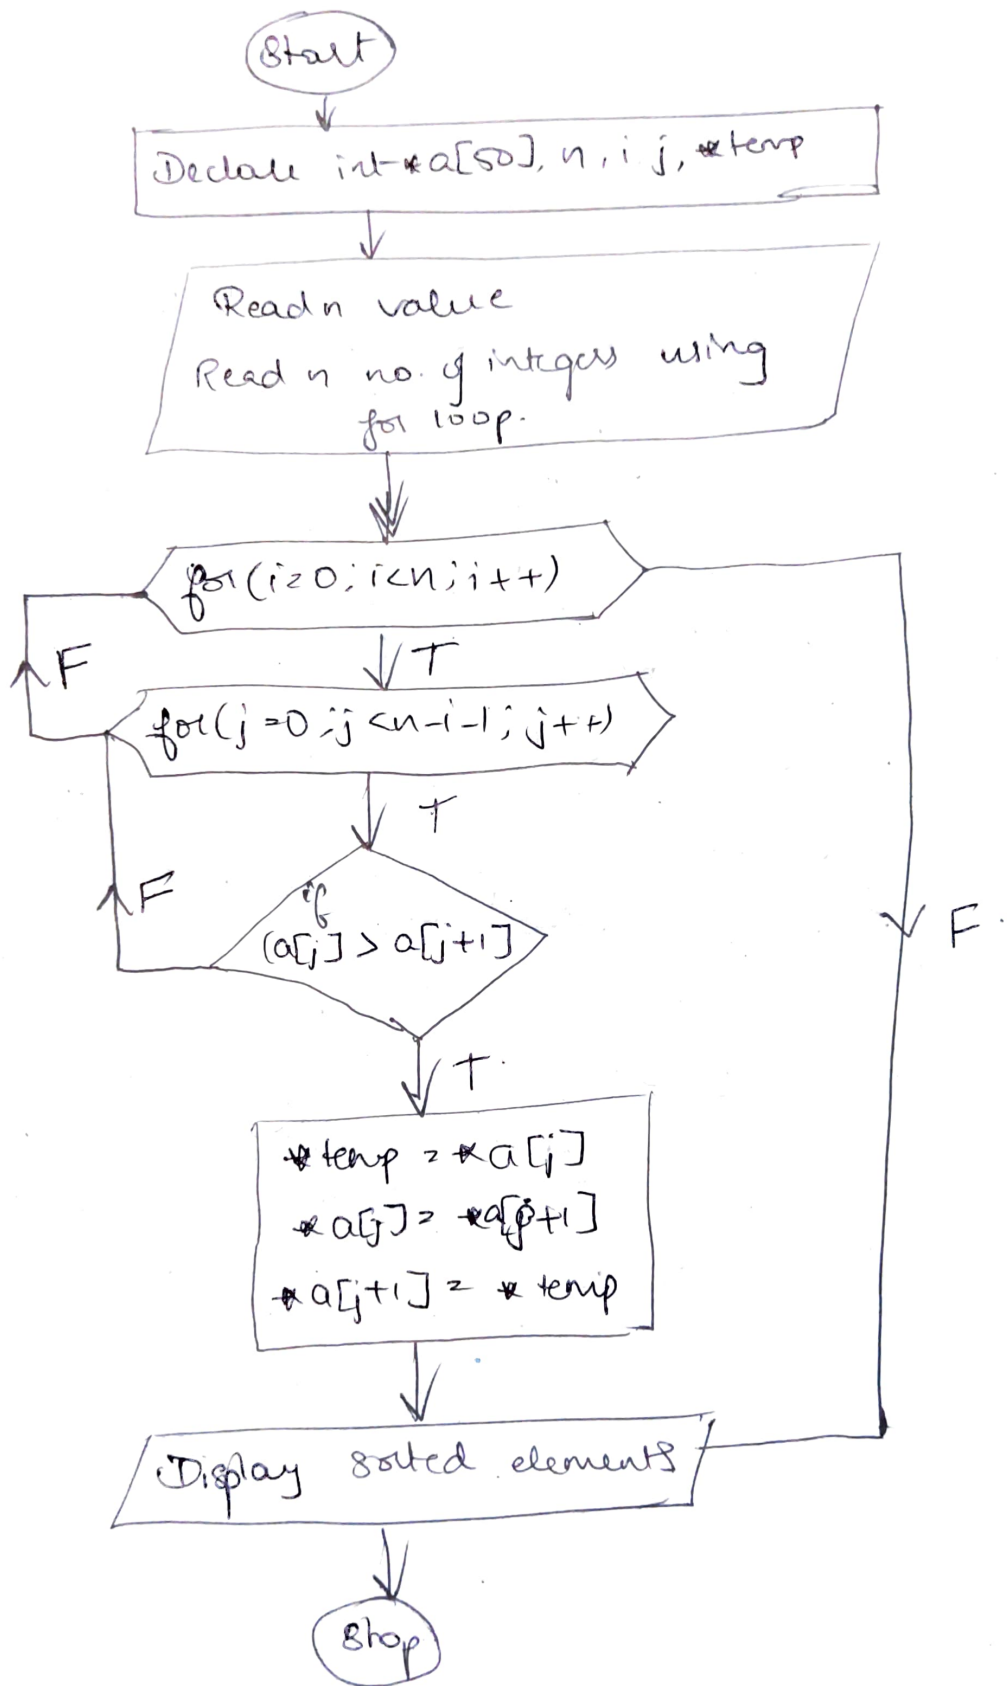 Start
Declare int *a[50], n, i j, *temp
Read n value
Read n no. of integers using
for loop.
for(i=0; i<n; i++)
F
T
for(j=0; j<n-i-1; j++)
T
F
if
(a[j] > a[j+1]
F.
T.
*temp = *a[j]
*a[j] = *a[j+1]
*a[j+1] = *temp
Display sorted elements
Stop